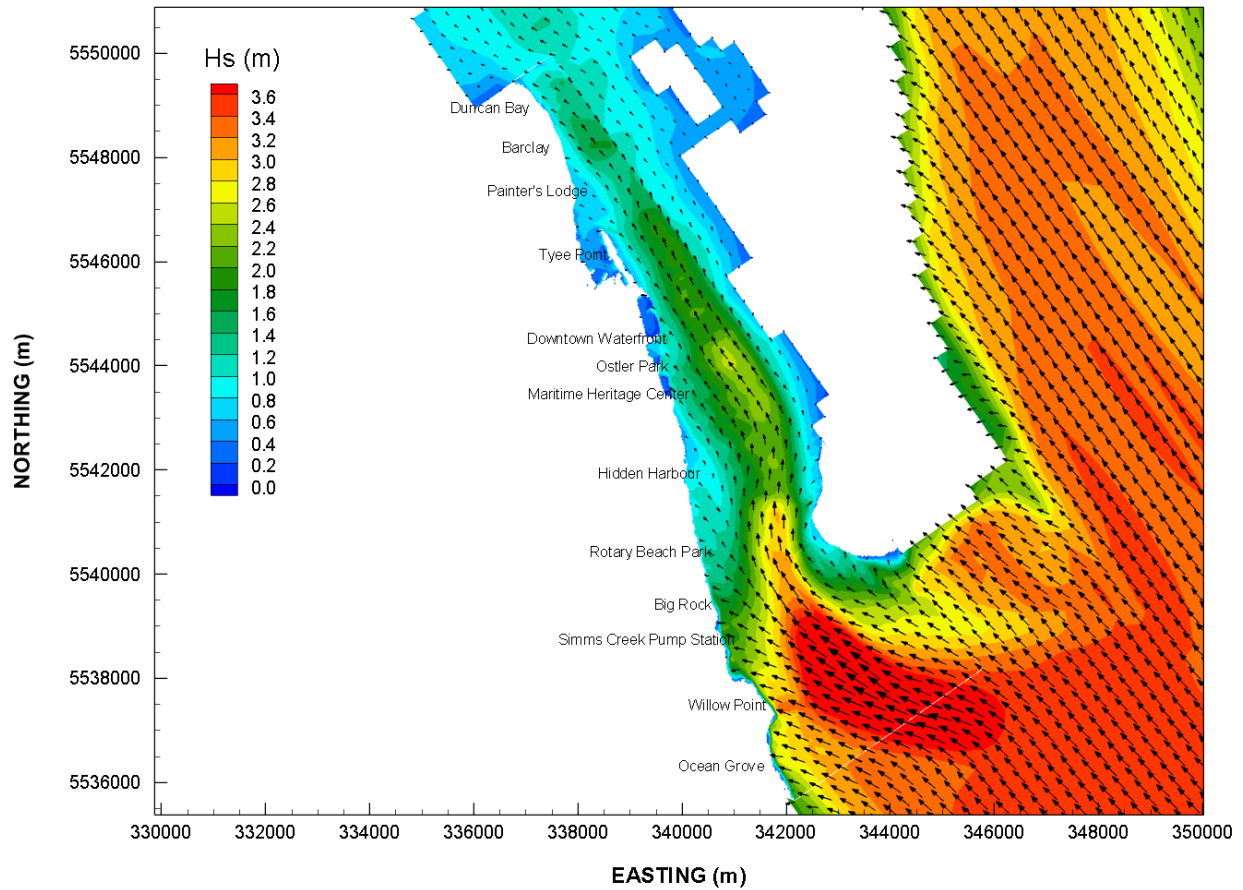 Hs (m)
3.6
3.4
3.2
3.0
2.8
2.6
2.4
2.2
2.0
1.8
1.6
1.4
1.2
1.0
0.8
0.6
0.4
0.2
0.0
NORTHING (m)
5550000
5548000
5546000
5544000
5542000
5540000
5538000
5536000
Duncan Bay
Barclay
Painter's Lodge
Tyee Point
Downtown Waterfront
Ostler Park
Maritime Heritage Center
Hidden Harbour
Rotary Beach Park
Big Rock
Simms Creek Pump Station
Willow Point
Ocean Grove
330000 332000 334000 336000 338000 340000 342000 344000 346000 348000 350000
EASTING (m)